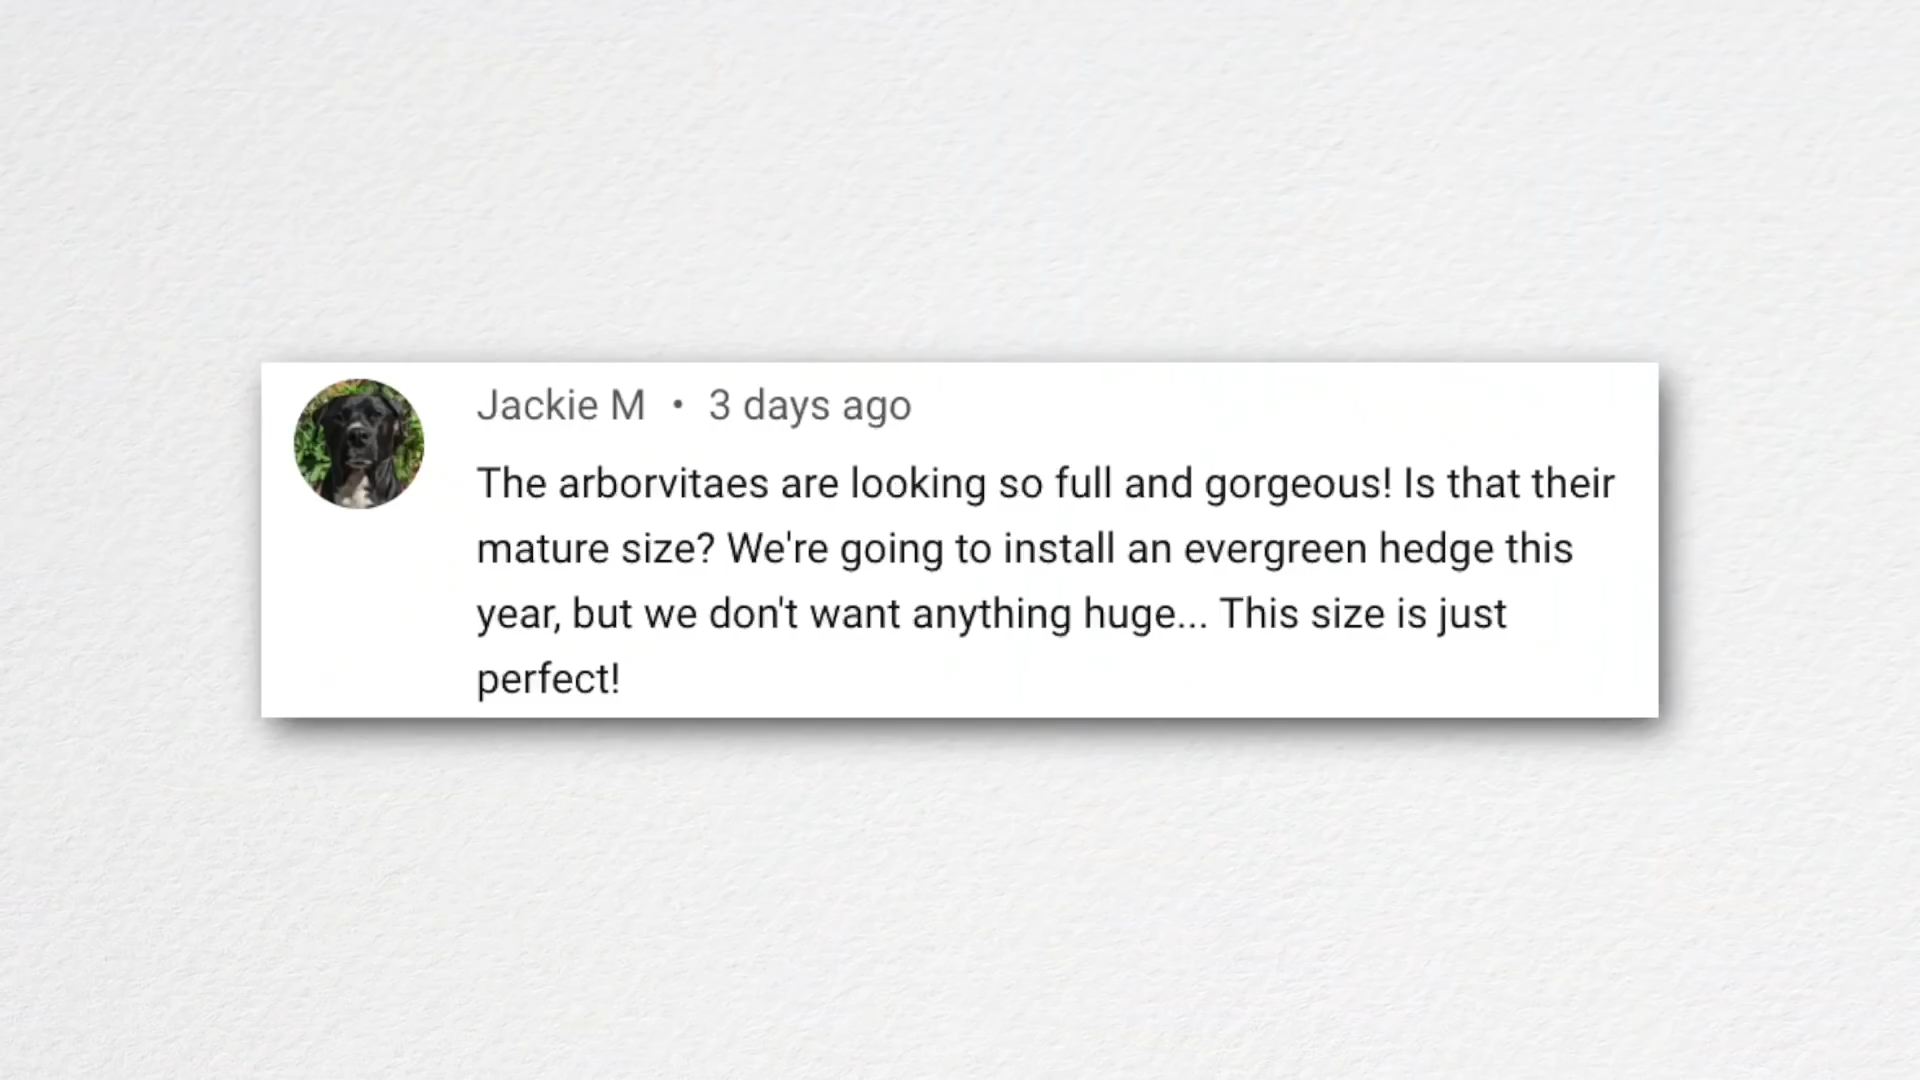 Jackie M • 3 days ago
The arborvitaes are looking so full and gorgeous! Is that their
mature size? We're going to install an evergreen hedge this
year, but we don't want anything huge... This size is just
perfect!